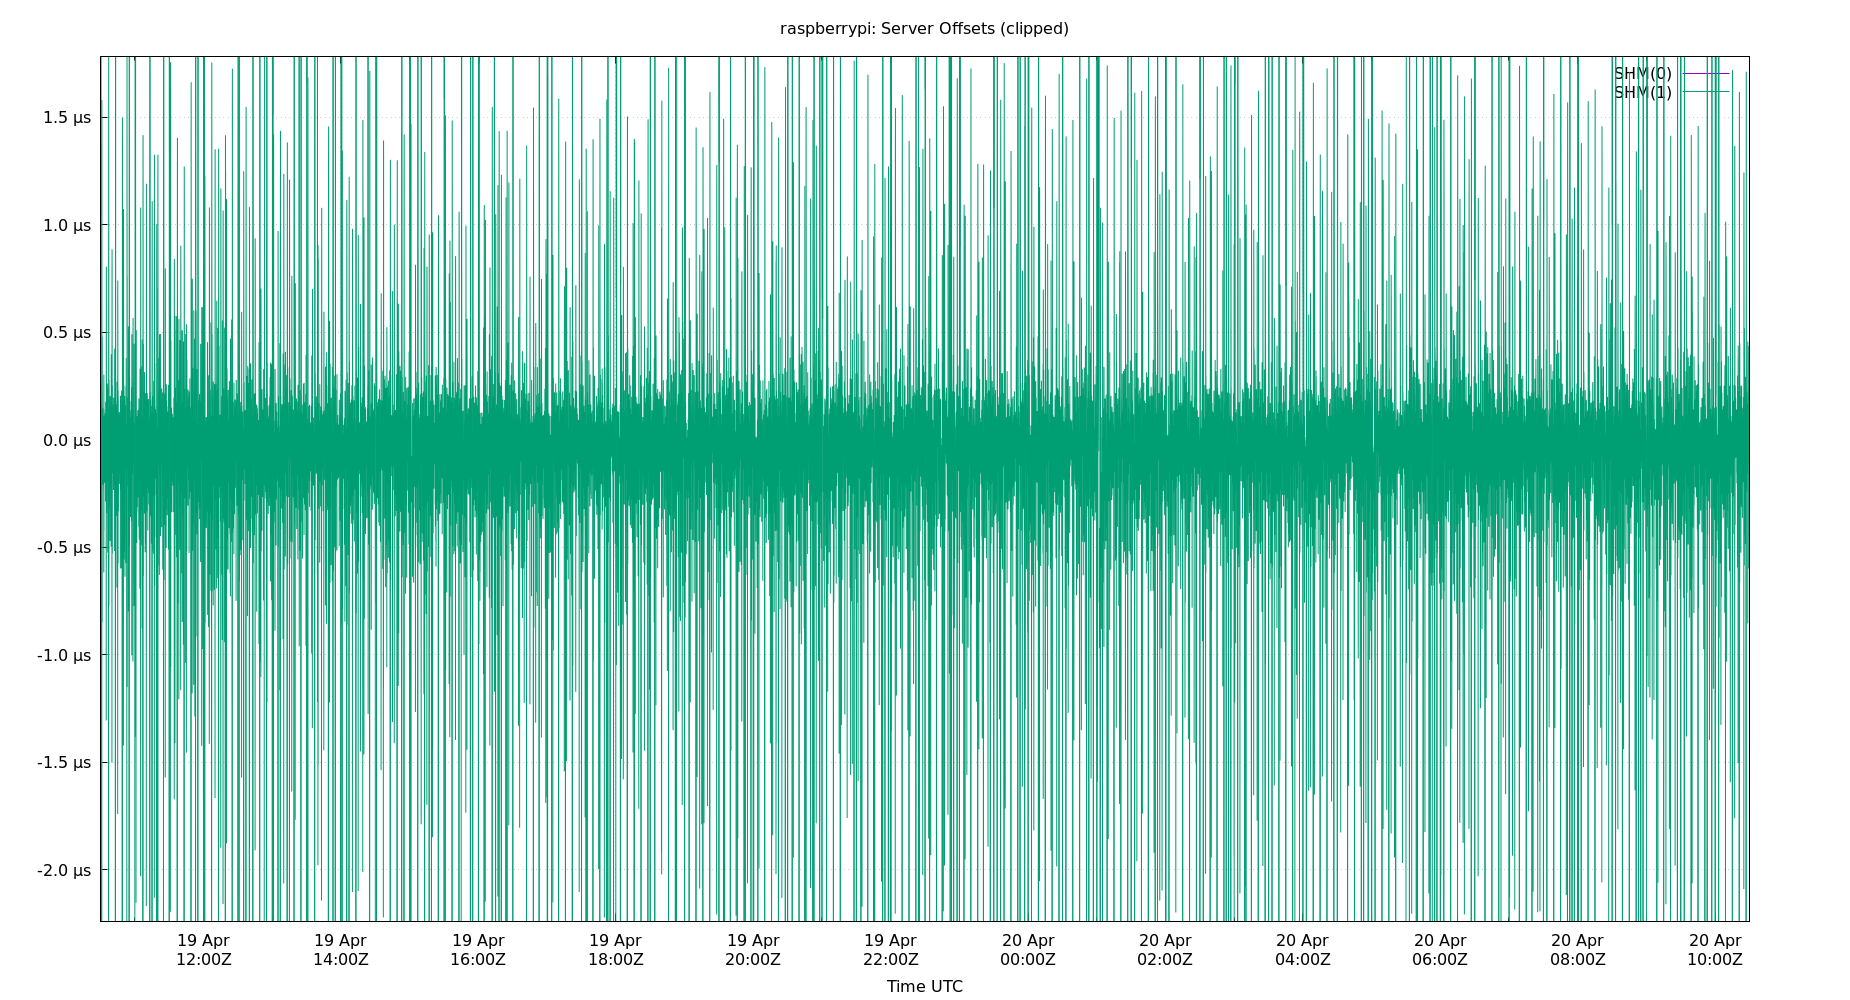 raspberrypi: Server Offsets (clipped)
SHM(0)
SHM(1)
1.5 µs
1.0 µs
0.5 µs
0.0 µs
-0.5 µs
-1.0 µs
-1.5 µs
-2.0 µs
19 Apr 19 Apr 19 Apr 19 Apr 19 Apr 19 Apr 20 Apr 20 Apr 20 Apr 20 Apr 20 Apr 20 Apr
12:00Z 14:00Z 16:00Z 18:00Z 20:00Z 22:00Z 00:00Z 02:00Z 04:00Z 06:00Z 08:00Z 10:00Z
Time UTC